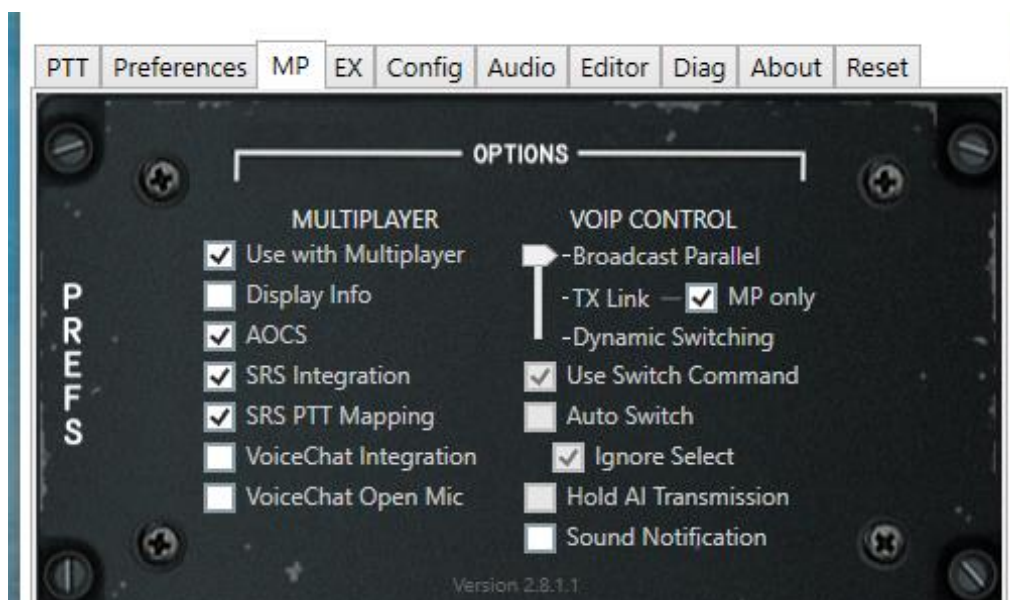 PTT Preferences MP EX Config Audio Editor Diag About Reset
OPTIONS
PREFS
MULTIPLAYER
Use with Multiplayer
Display Info
AOCS
SRS Integration
SRS PTT Mapping
VoiceChat Integration
VoiceChat Open Mic
VOIP CONTROL
-Broadcast Parallel
-TX Link — MP only
-Dynamic Switching
Use Switch Command
Auto Switch
Ignore Select
Hold AI Transmission
Sound Notification
Version 2.8.1.1